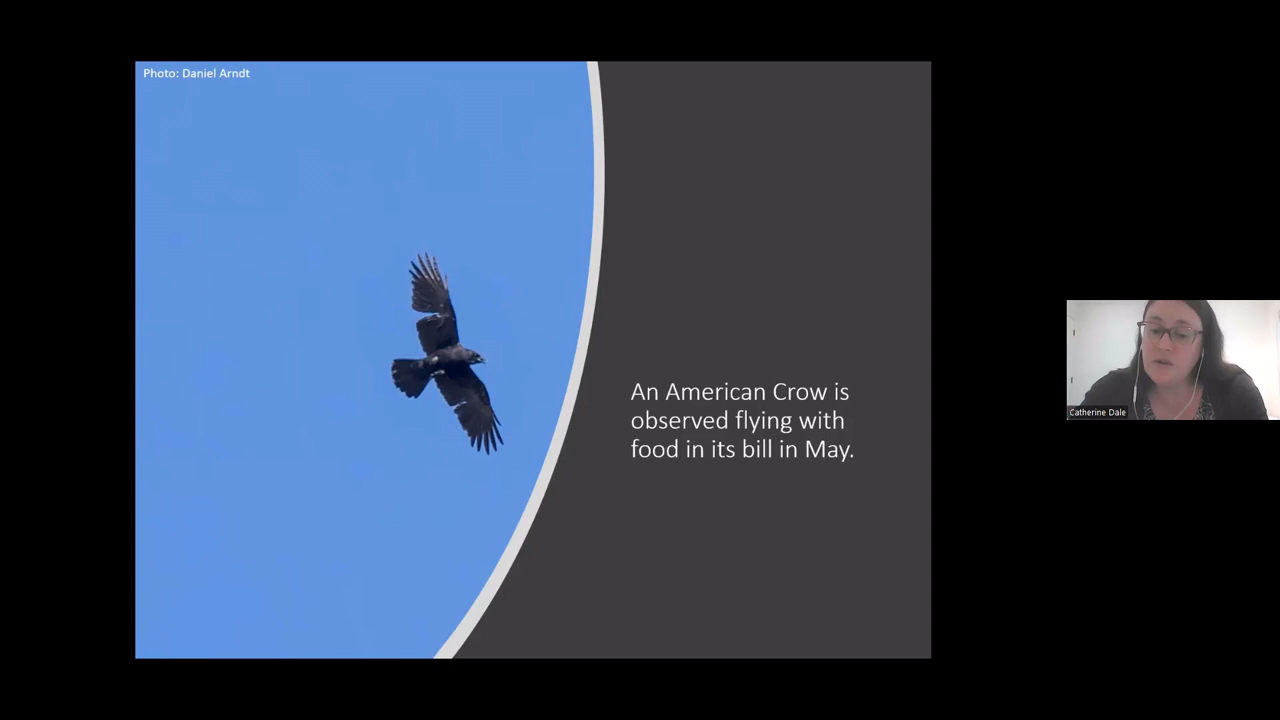 Photo: Daniel Arndt
An American Crow is
observed flying with
food in its bill in May.
Catherine Dale